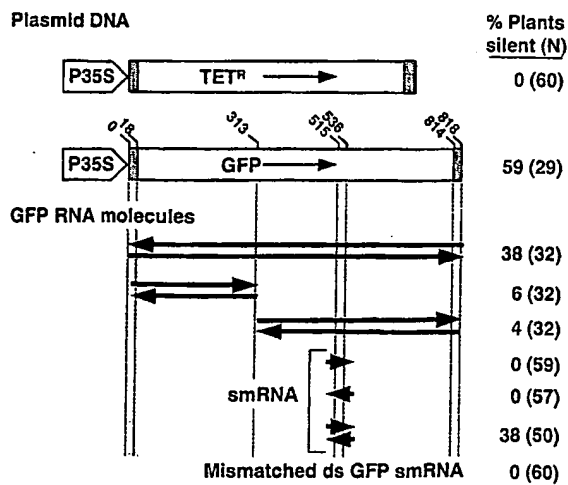 Plasmid DNA
% Plants
silent (N)
P35S TETᴿ 0 (60)
0 18 313 515 536 814 818
P35S GFP 59 (29)
GFP RNA molecules
38 (32)
6 (32)
4 (32)
0 (59)
smRNA
0 (57)
38 (50)
Mismatched ds GFP smRNA 0 (60)